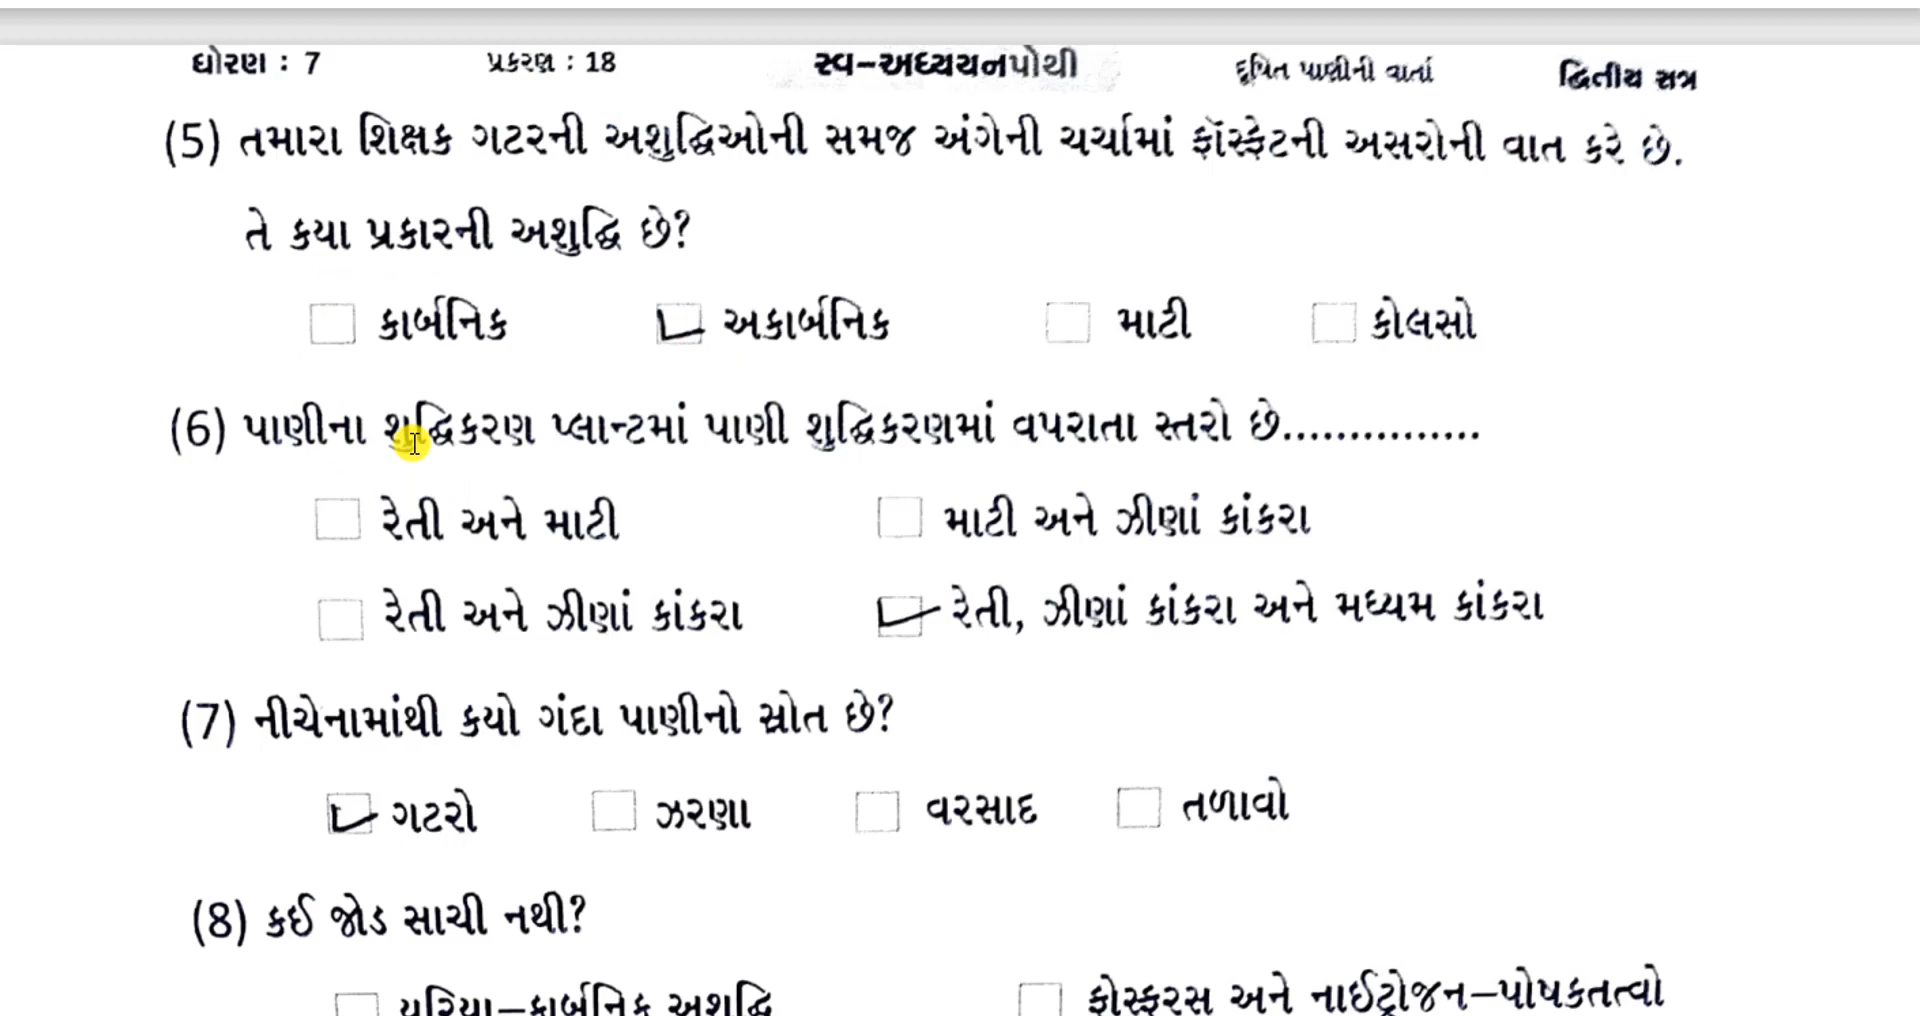 ધોરણ : 7 પ્રકરણ : 18 સ્વ-અધ્યયનપોથી દૂષિત પાણીની વાર્તા દ્વિતીય સત્ર
(5) તમારા શિક્ષક ગટરની અશુદ્ધિઓની સમજ અંગેની ચર્ચામાં ફૉસ્ફેટની અસરોની વાત કરે છે.
તે કયા પ્રકારની અશુદ્ધિ છે?
કાર્બનિક અકાર્બનિક માટી કોલસો
(6) પાણીના શુદ્ધિકરણ પ્લાન્ટમાં પાણી શુદ્ધિકરણમાં વપરાતા સ્તરો છે...............
રેતી અને માટી માટી અને ઝીણાં કાંકરા
રેતી અને ઝીણાં કાંકરા રેતી, ઝીણાં કાંકરા અને મધ્યમ કાંકરા
(7) નીચેનામાંથી કયો ગંદા પાણીનો સ્રોત છે?
ગટરો ઝરણા વરસાદ તળાવો
(8) કઈ જોડ સાચી નથી?
યુરિયા-કાર્બનિક અશુદ્ધિ ફોસ્ફરસ અને નાઈટ્રોજન-પોષકતત્વો